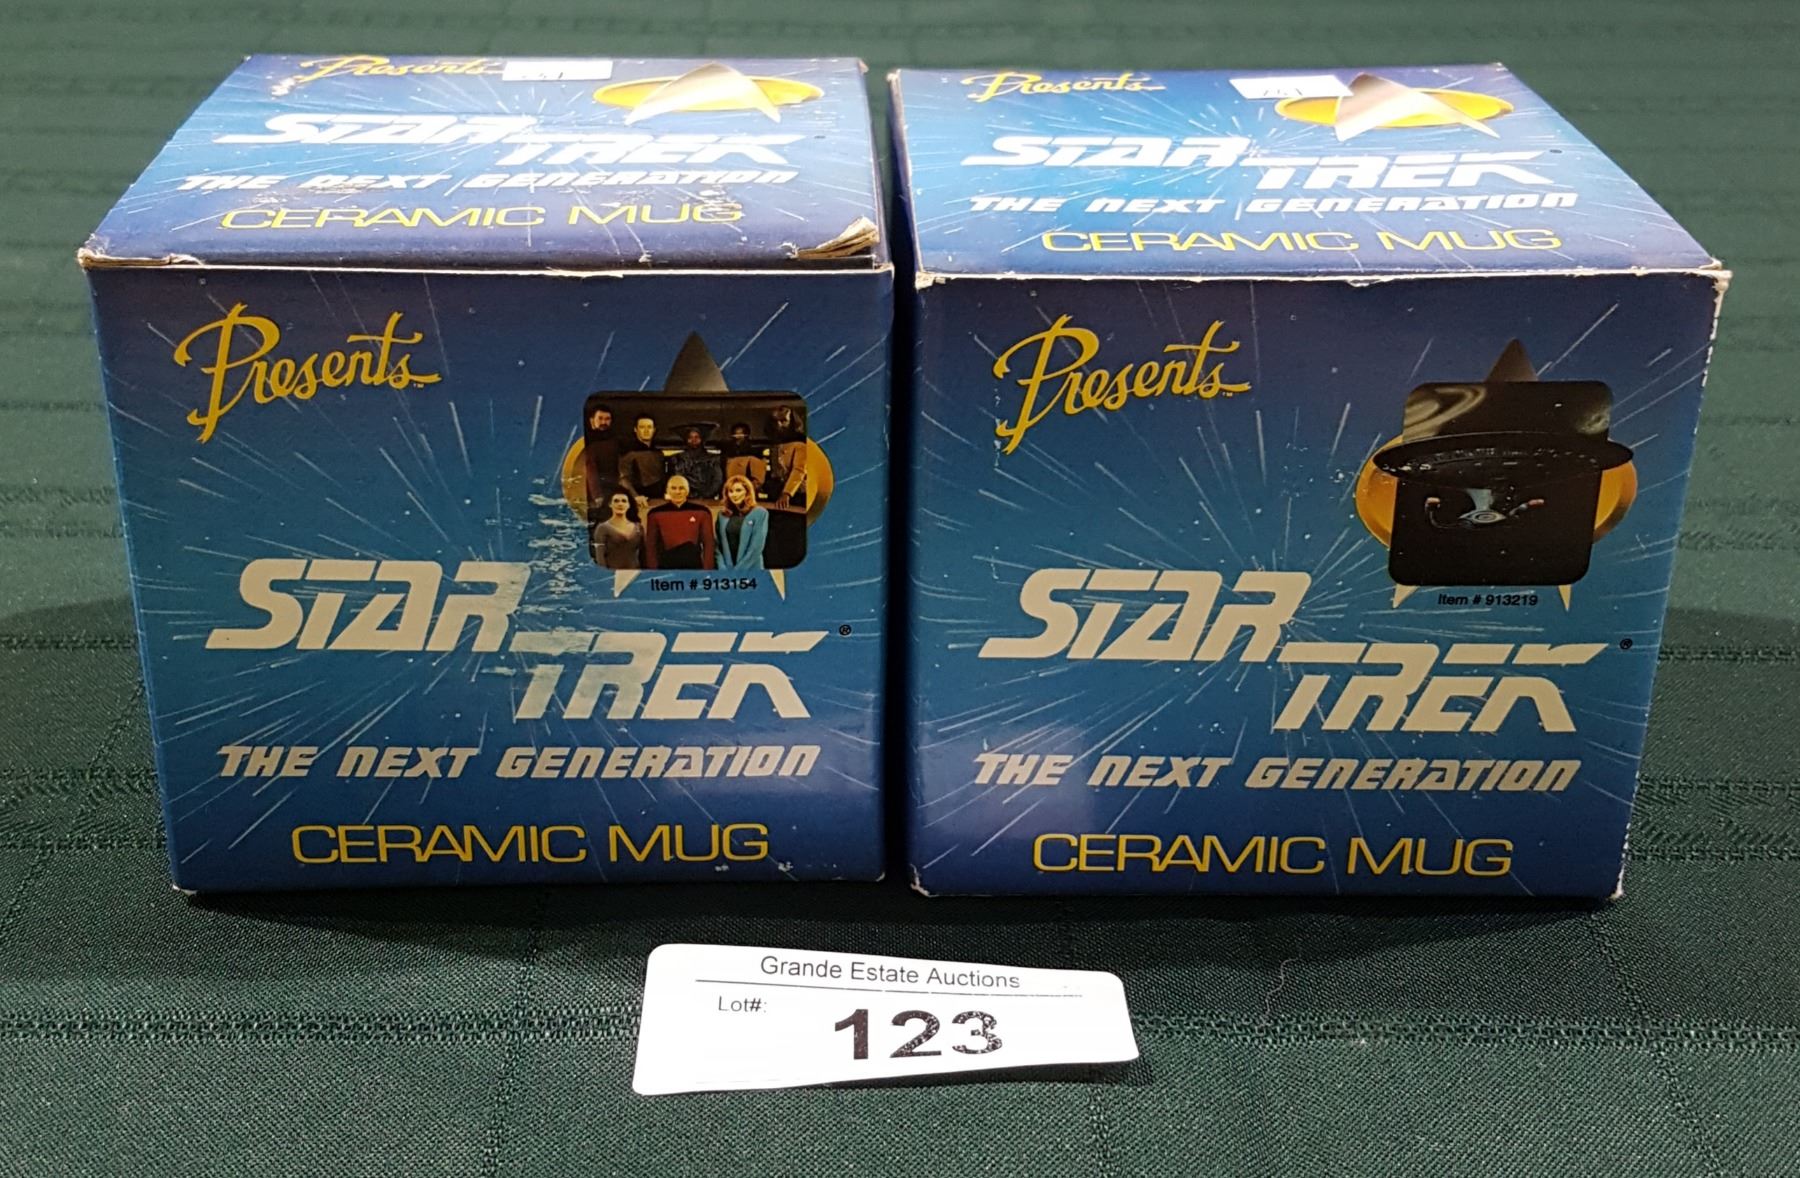 Presents
STAR TREK
THE NEXT GENERATION
CERAMIC MUG
Presents™
Item # 913154
STAR TREK®
THE NEXT GENERATION
CERAMIC MUG
Presents
STAR TREK
THE NEXT GENERATION
CERAMIC MUG
Presents™
Item # 913219
STAR TREK®
THE NEXT GENERATION
CERAMIC MUG
Grande Estate Auctions
Lot#: 123